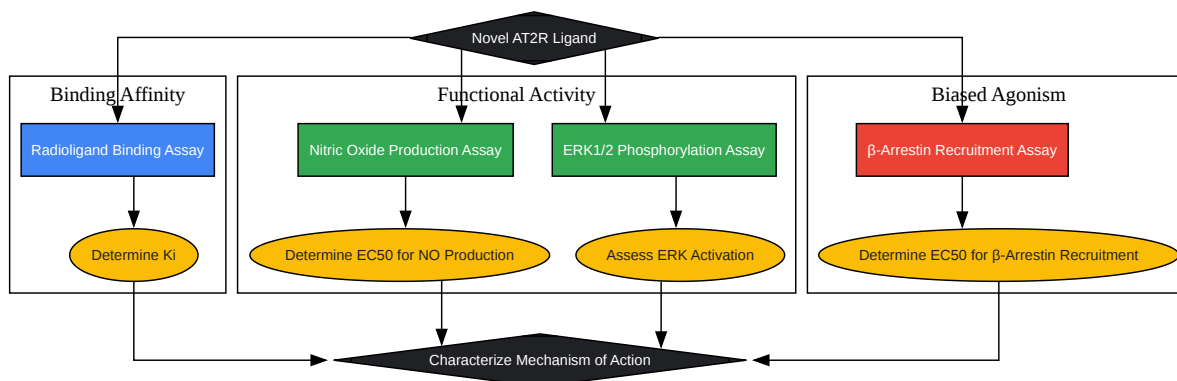 Novel AT2R Ligand
Binding Affinity
Functional Activity
Biased Agonism
Radioligand Binding Assay
Nitric Oxide Production Assay
ERK1/2 Phosphorylation Assay
β-Arrestin Recruitment Assay
Determine Ki
Determine EC50 for NO Production
Assess ERK Activation
Determine EC50 for β-Arrestin Recruitment
Characterize Mechanism of Action